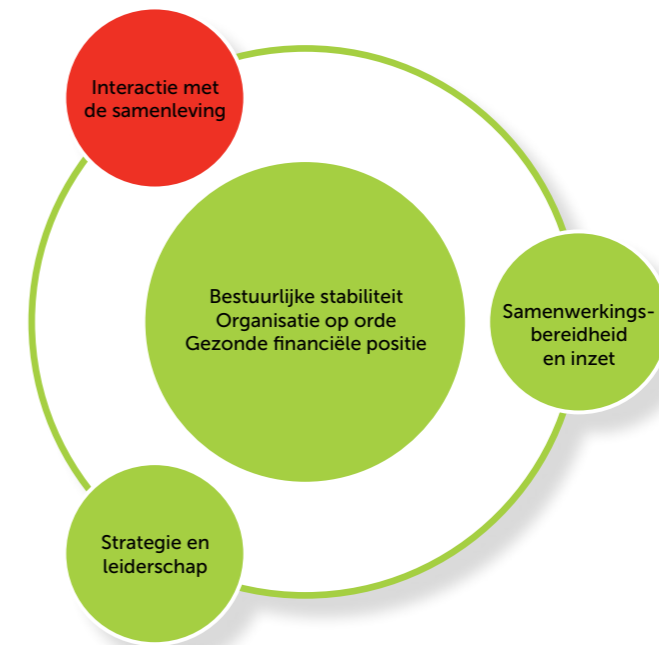 Interactie met
de samenleving
Bestuurlijke stabiliteit
Organisatie op orde
Gezonde financiële positie
Samenwerkings-
bereidheid
en inzet
Strategie en
leiderschap